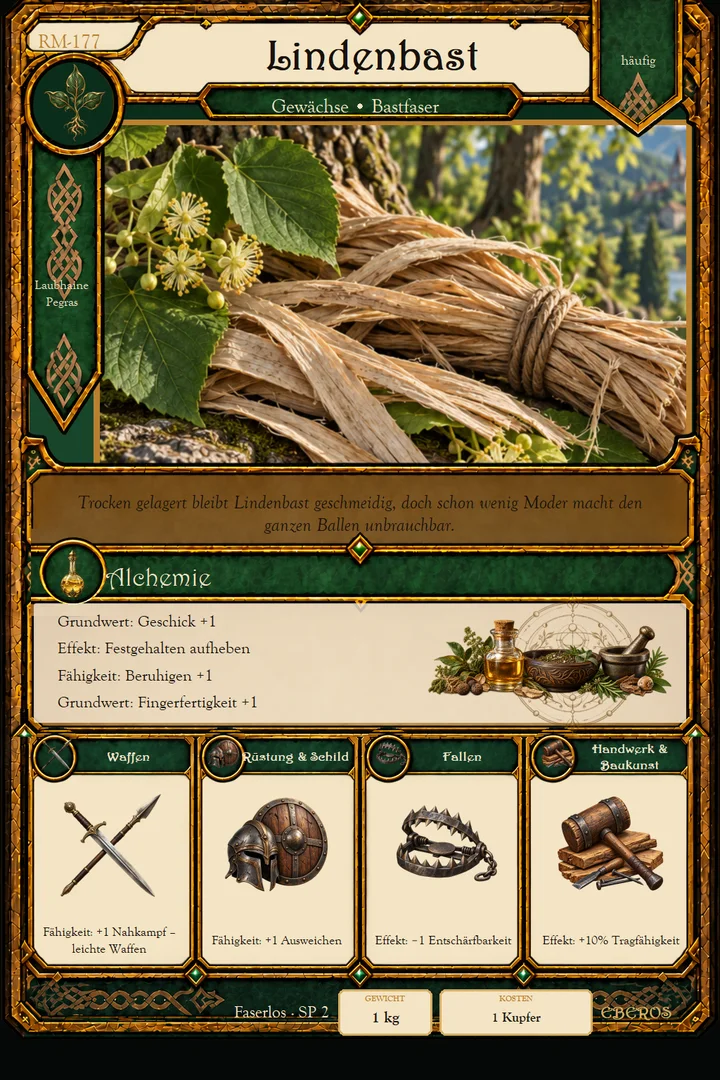 RM-177
Lindenbast
häufig
Gewächse • Bastfaser
Laubhaine
Pegras
Trocken gelagert bleibt Lindenbast geschmeidig, doch schon wenig Moder macht den
ganzen Ballen unbrauchbar.
Alchemie
Grundwert: Geschick +1
Effekt: Festgehalten aufheben
Fähigkeit: Beruhigen +1
Grundwert: Fingerfertigkeit +1
Waffen
Rüstung & Schild
Fallen
Handwerk &
Baukunst
Fähigkeit: +1 Nahkampf –
leichte Waffen
Fähigkeit: +1 Ausweichen
Effekt: −1 Entschärfbarkeit
Effekt: +10% Tragfähigkeit
Faserlos · SP 2
GEWICHT
1 kg
KOSTEN
1 Kupfer
EBEROS